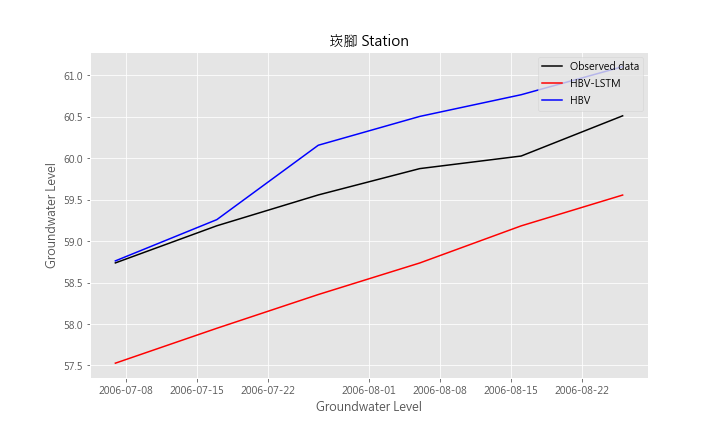 崁腳 Station
Groundwater Level
61.0
60.5
60.0
59.5
59.0
58.5
58.0
57.5
Observed data
HBV-LSTM
HBV
2006-07-08
2006-07-15
2006-07-22
2006-08-01
2006-08-08
2006-08-15
2006-08-22
Groundwater Level